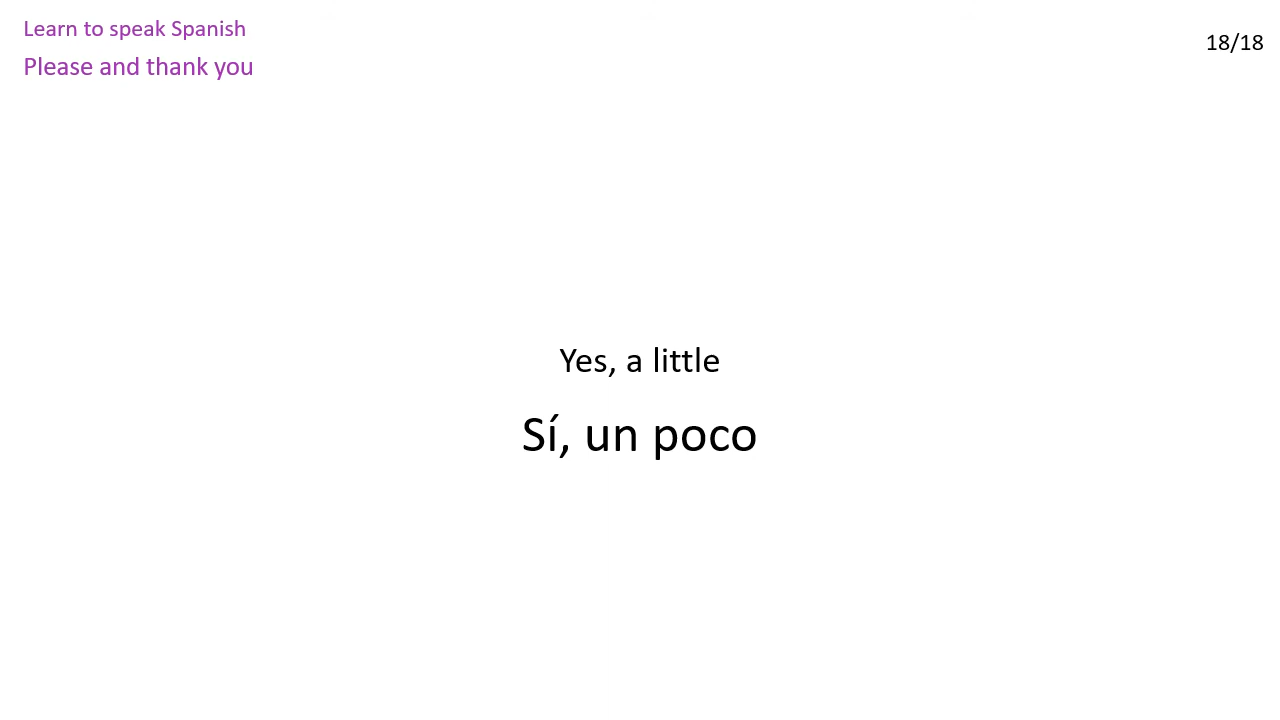 Learn to speak Spanish
Please and thank you
18/18
Yes, a little
Sí, un poco